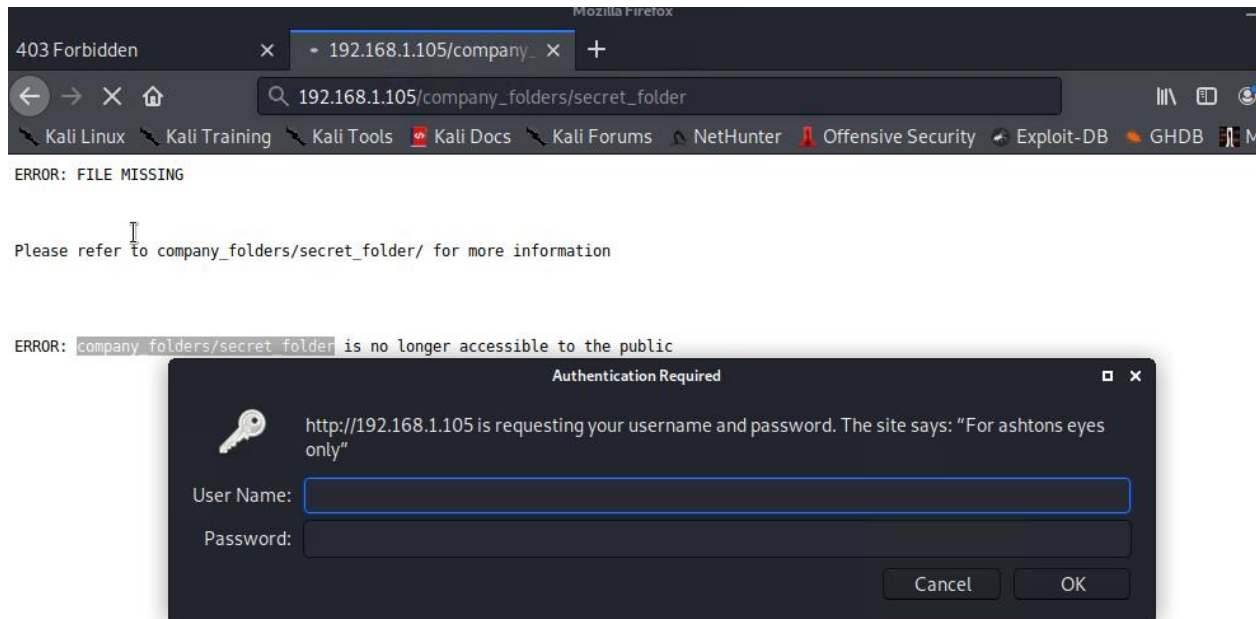 Mozilla Firefox
403 Forbidden
192.168.1.105/company_
192.168.1.105/company_folders/secret_folder
Kali Linux Kali Training Kali Tools Kali Docs Kali Forums NetHunter Offensive Security Exploit-DB GHDB M
ERROR: FILE MISSING
Please refer to company_folders/secret_folder/ for more information
ERROR: company_folders/secret_folder is no longer accessible to the public
Authentication Required
http://192.168.1.105 is requesting your username and password. The site says: “For ashtons eyes
only”
User Name:
Password:
Cancel OK